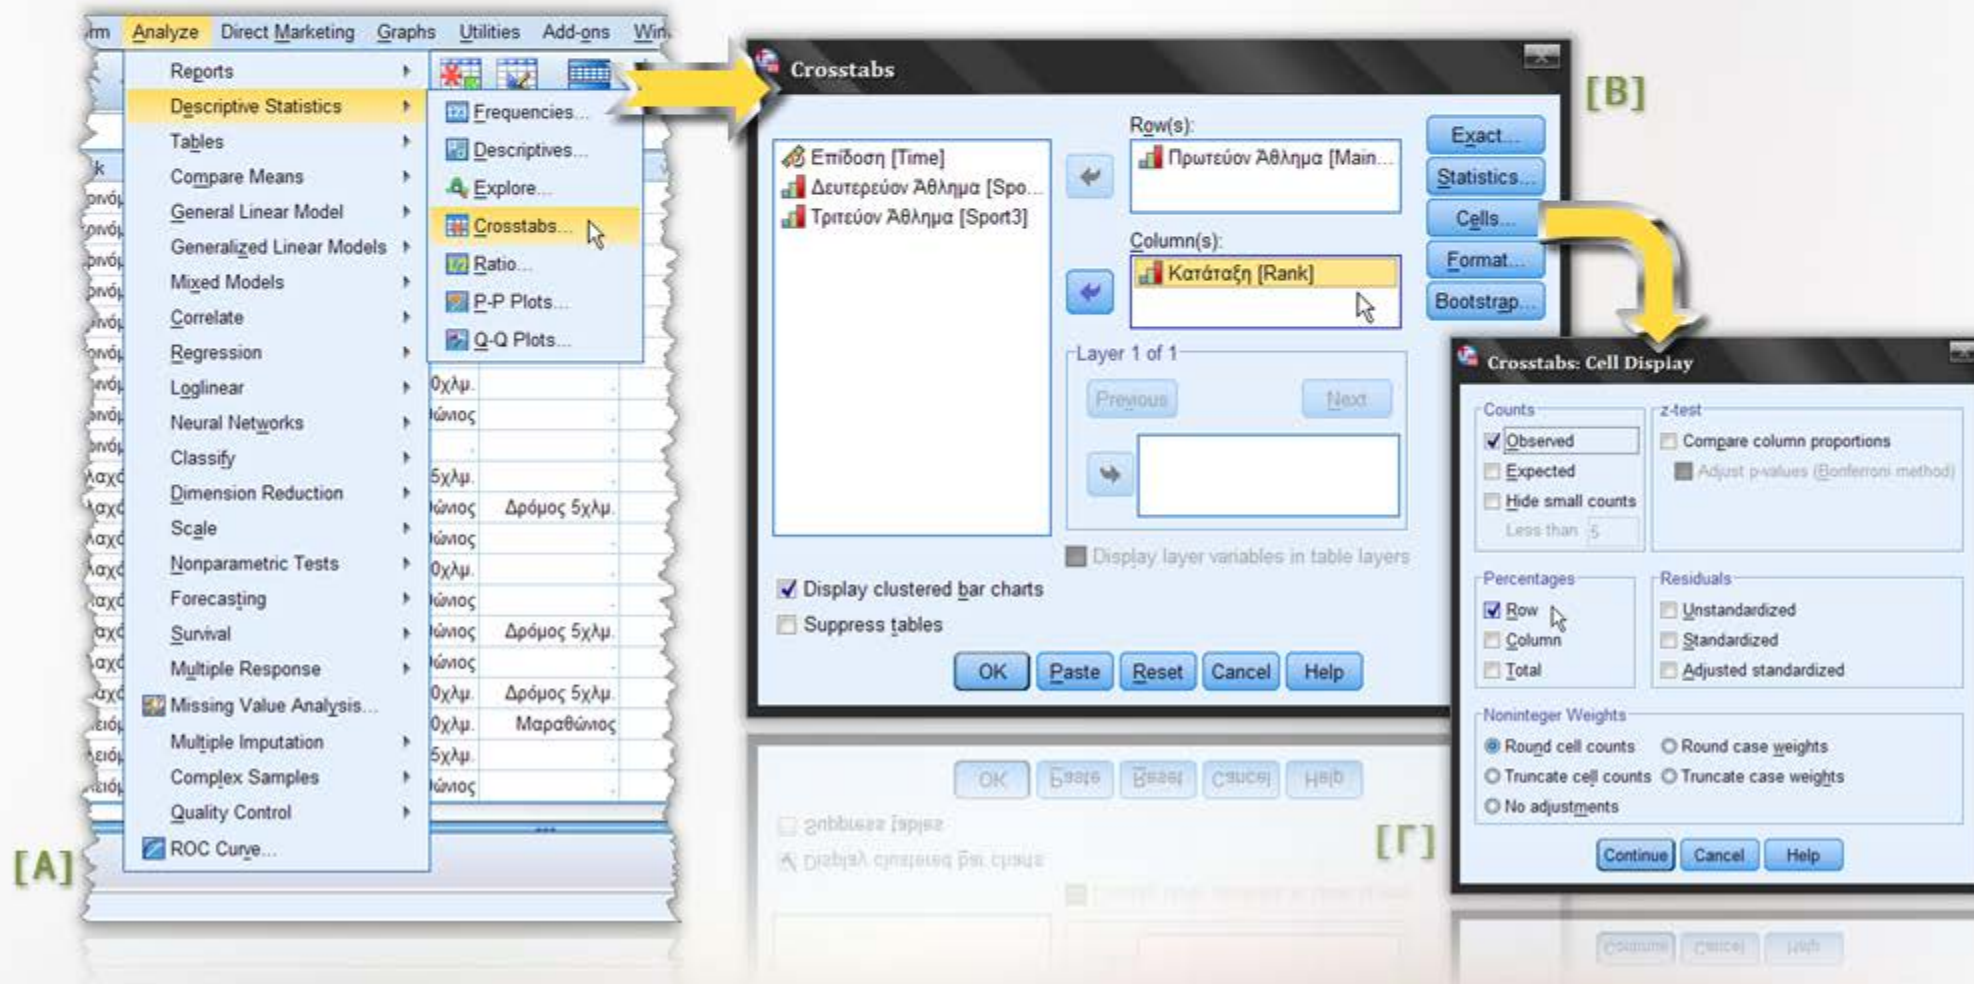 Analyze Direct Marketing Graphs Utilities Add-ons
Reports
Descriptive Statistics
Tables
Compare Means
General Linear Model
Generalized Linear Models
Mixed Models
Correlate
Regression
Loglinear
Neural Networks
Classify
Dimension Reduction
Scale
Nonparametric Tests
Forecasting
Survival
Multiple Response
Missing Value Analysis...
Multiple Imputation
Complex Samples
Quality Control
ROC Curve...
Frequencies...
Descriptives...
Explore...
Crosstabs...
Ratio...
P-P Plots...
Q-Q Plots...
0χλμ.
5χλμ.
Δρόμος 5χλμ.
0χλμ.
Δρόμος 5χλμ.
0χλμ. Δρόμος 5χλμ.
0χλμ. Μαραθώνιος
5χλμ.
[A]
Crosstabs
[B]
Επίδοση [Time]
Δευτερεύον Άθλημα [Spo...
Τριτεύον Άθλημα [Sport3]
Row(s):
Πρωτεύον Άθλημα [Main...
Column(s):
Κατάταξη [Rank]
Layer 1 of 1
Previous Next
Display layer variables in table layers
Display clustered bar charts
Suppress tables
OK Paste Reset Cancel Help
Exact...
Statistics...
Cells...
Format...
Bootstrap...
[Γ]
Crosstabs: Cell Display
Counts
Observed
Expected
Hide small counts
Less than 5
z-test
Compare column proportions
Adjust p-values (Bonferroni method)
Percentages
Row
Column
Total
Residuals
Unstandardized
Standardized
Adjusted standardized
Noninteger Weights
Round cell counts Round case weights
Truncate cell counts Truncate case weights
No adjustments
Continue Cancel Help